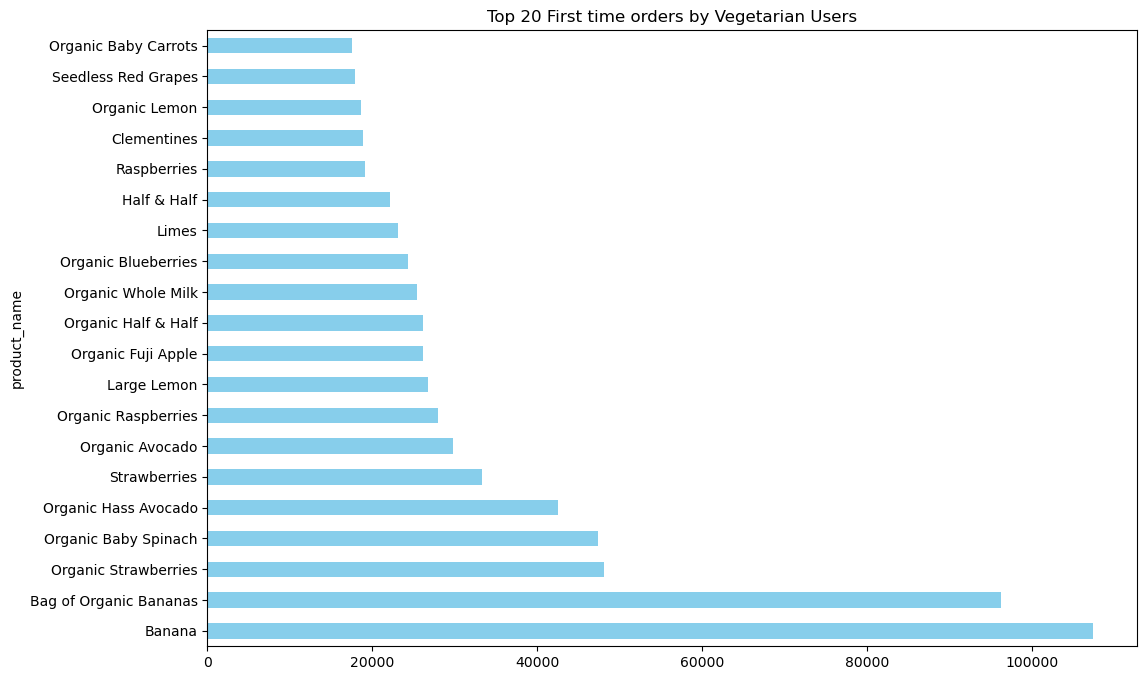 Top 20 First time orders by Vegetarian Users
product_name
Organic Baby Carrots
Seedless Red Grapes
Organic Lemon
Clementines
Raspberries
Half & Half
Limes
Organic Blueberries
Organic Whole Milk
Organic Half & Half
Organic Fuji Apple
Large Lemon
Organic Raspberries
Organic Avocado
Strawberries
Organic Hass Avocado
Organic Baby Spinach
Organic Strawberries
Bag of Organic Bananas
Banana
0 20000 40000 60000 80000 100000